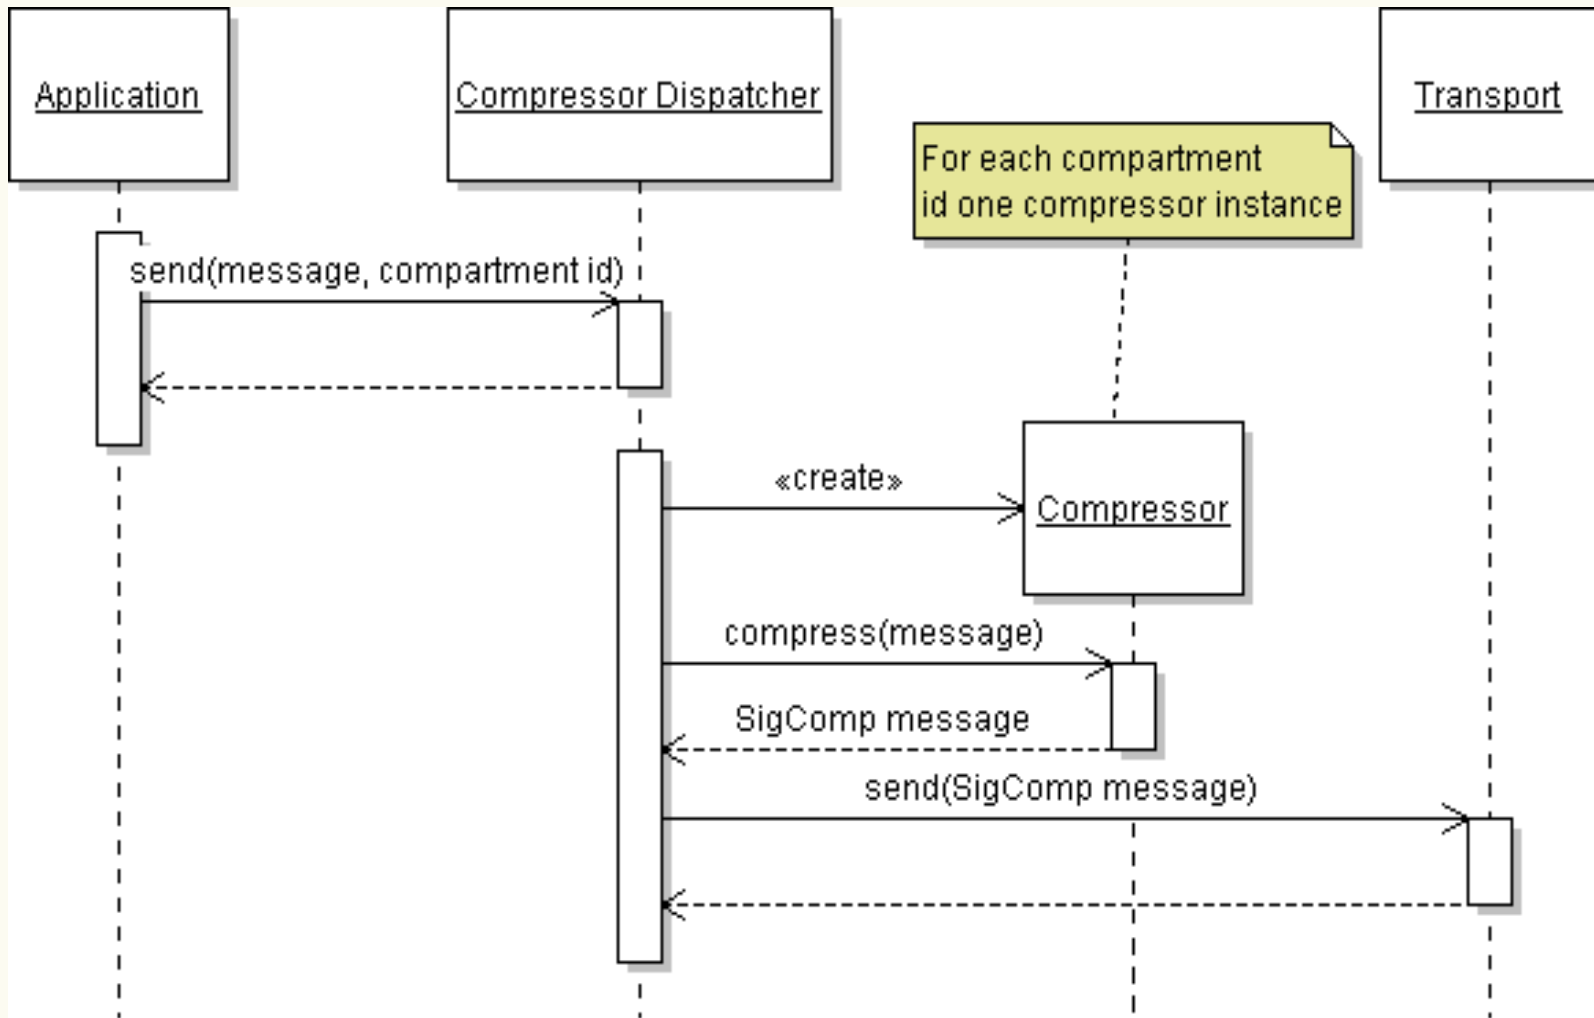 Application
Compressor Dispatcher
Transport
For each compartment
id one compressor instance
send(message, compartment id)
«create»
Compressor
compress(message)
SigComp message
send(SigComp message)